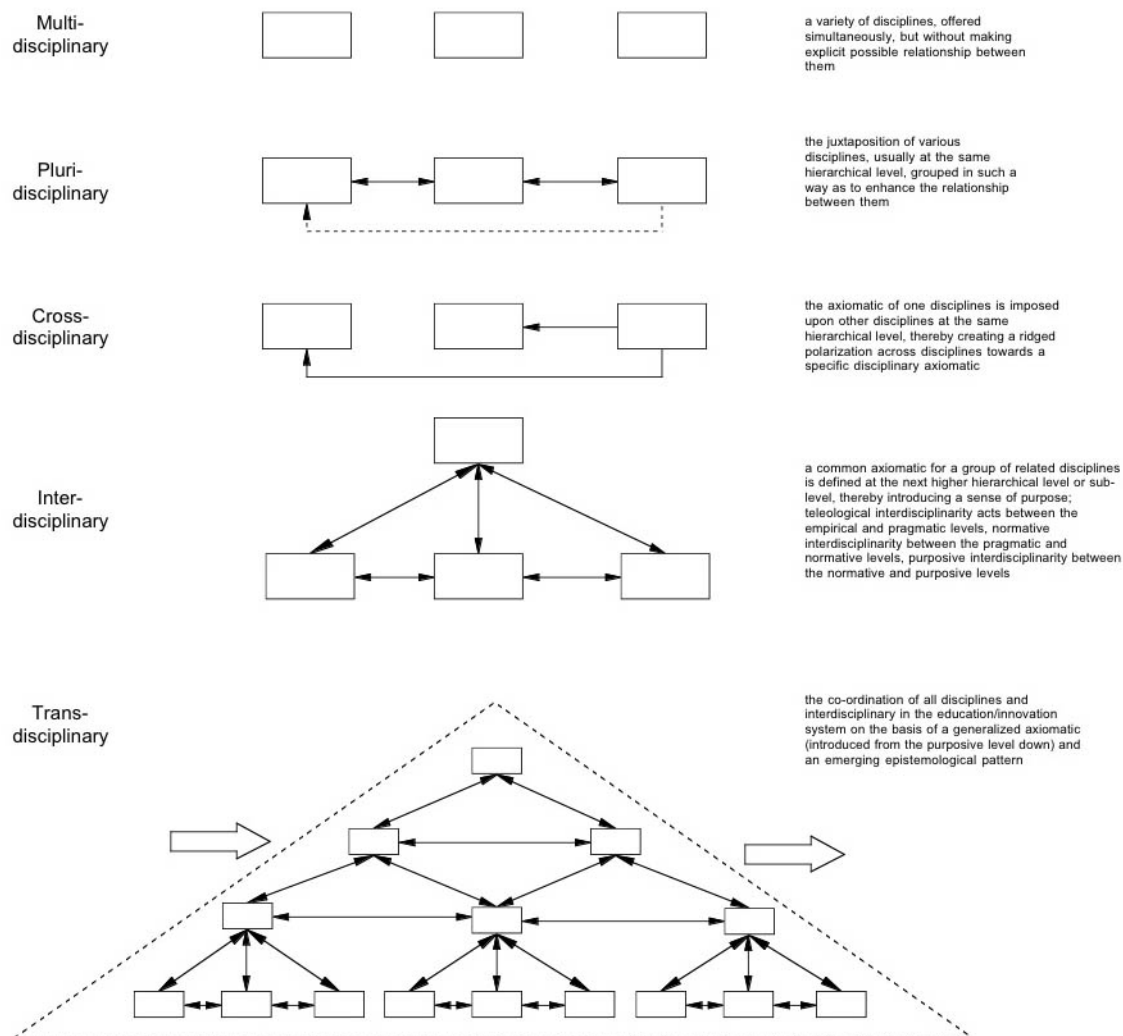 Multi-
disciplinary
a variety of disciplines, offered
simultaneously, but without making
explicit possible relationship between
them
Pluri-
disciplinary
the juxtaposition of various
disciplines, usually at the same
hierarchical level, grouped in such a
way as to enhance the relationship
between them
Cross-
disciplinary
the axiomatic of one disciplines is imposed
upon other disciplines at the same
hierarchical level, thereby creating a ridged
polarization across disciplines towards a
specific disciplinary axiomatic
Inter-
disciplinary
a common axiomatic for a group of related disciplines
is defined at the next higher hierarchical level or sub-
level, thereby introducing a sense of purpose;
teleological interdisciplinarity acts between the
empirical and pragmatic levels, normative
interdisciplinarity between the pragmatic and
normative levels, purposive interdisciplinarity between
the normative and purposive levels
Trans-
disciplinary
the co-ordination of all disciplines and
interdisciplinary in the education/innovation
system on the basis of a generalized axiomatic
(introduced from the purposive level down) and
an emerging epistemological pattern